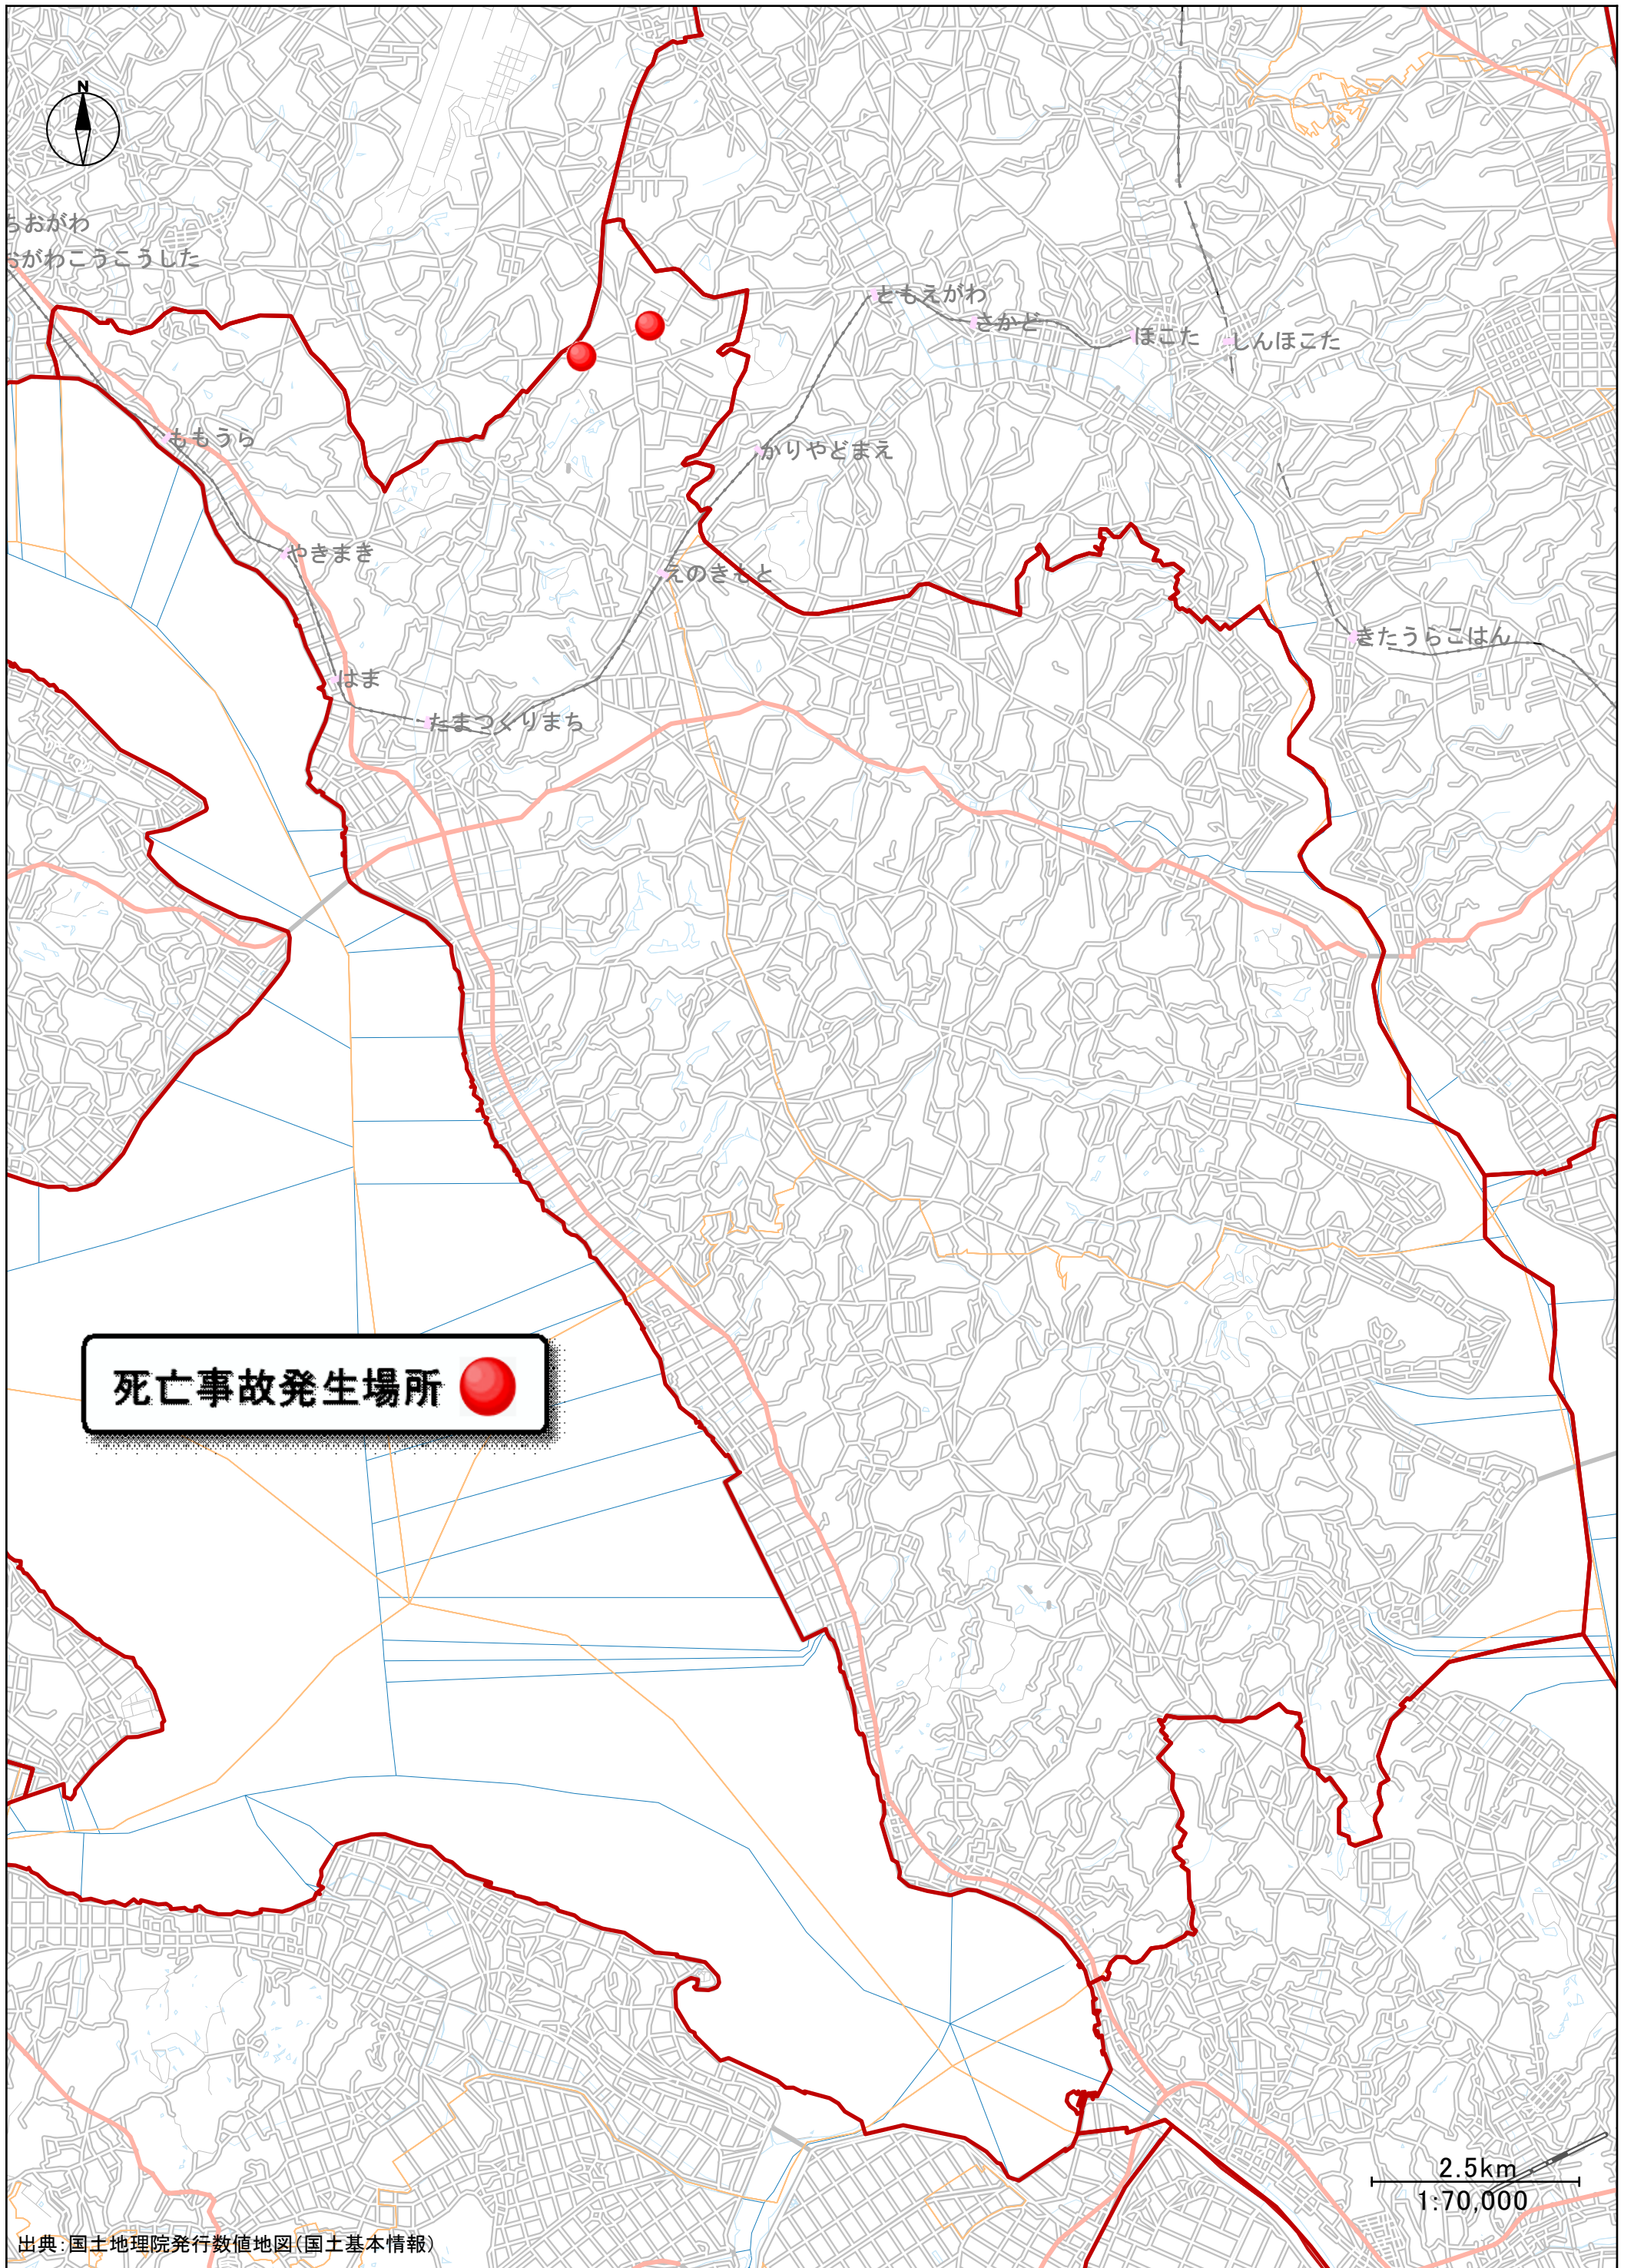 N
ちおがわ
おがわこうこうした
ともえがわ
さかど
ほこた
しんほこた
ももうら
かりやどまえ
やきまき
えのきもと
きたうらこはん
はま
たまつくりまち
死亡事故発生場所
2.5km
1:70,000
出典:国土地理院発行数値地図(国土基本情報)